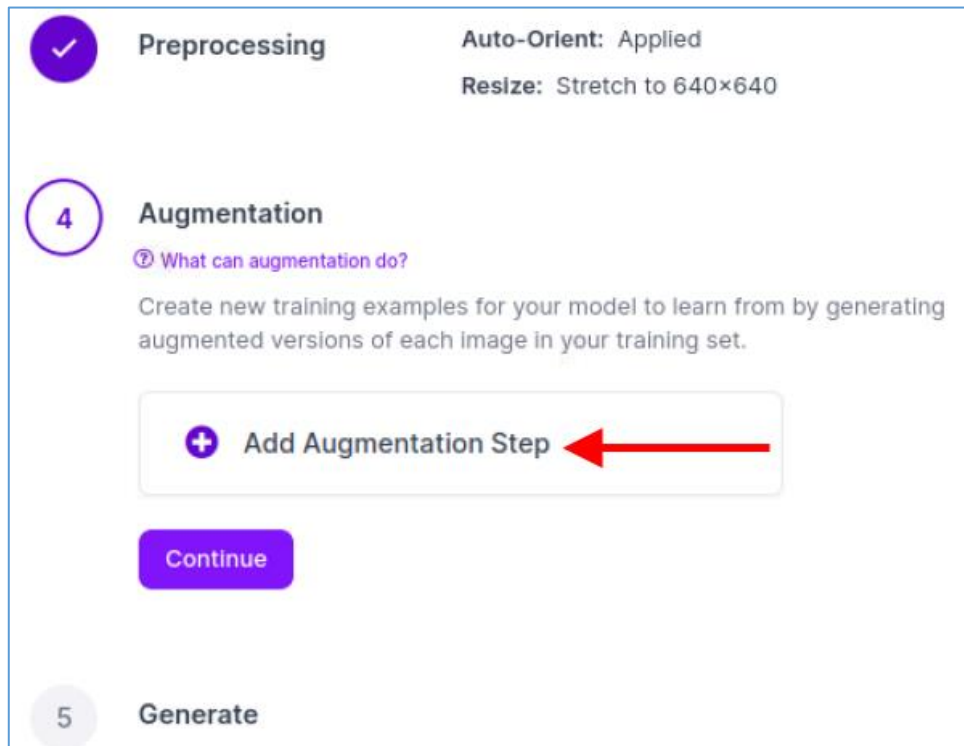 Preprocessing
Auto-Orient: Applied
Resize: Stretch to 640×640
4
Augmentation
What can augmentation do?
Create new training examples for your model to learn from by generating
augmented versions of each image in your training set.
Add Augmentation Step
Continue
5
Generate